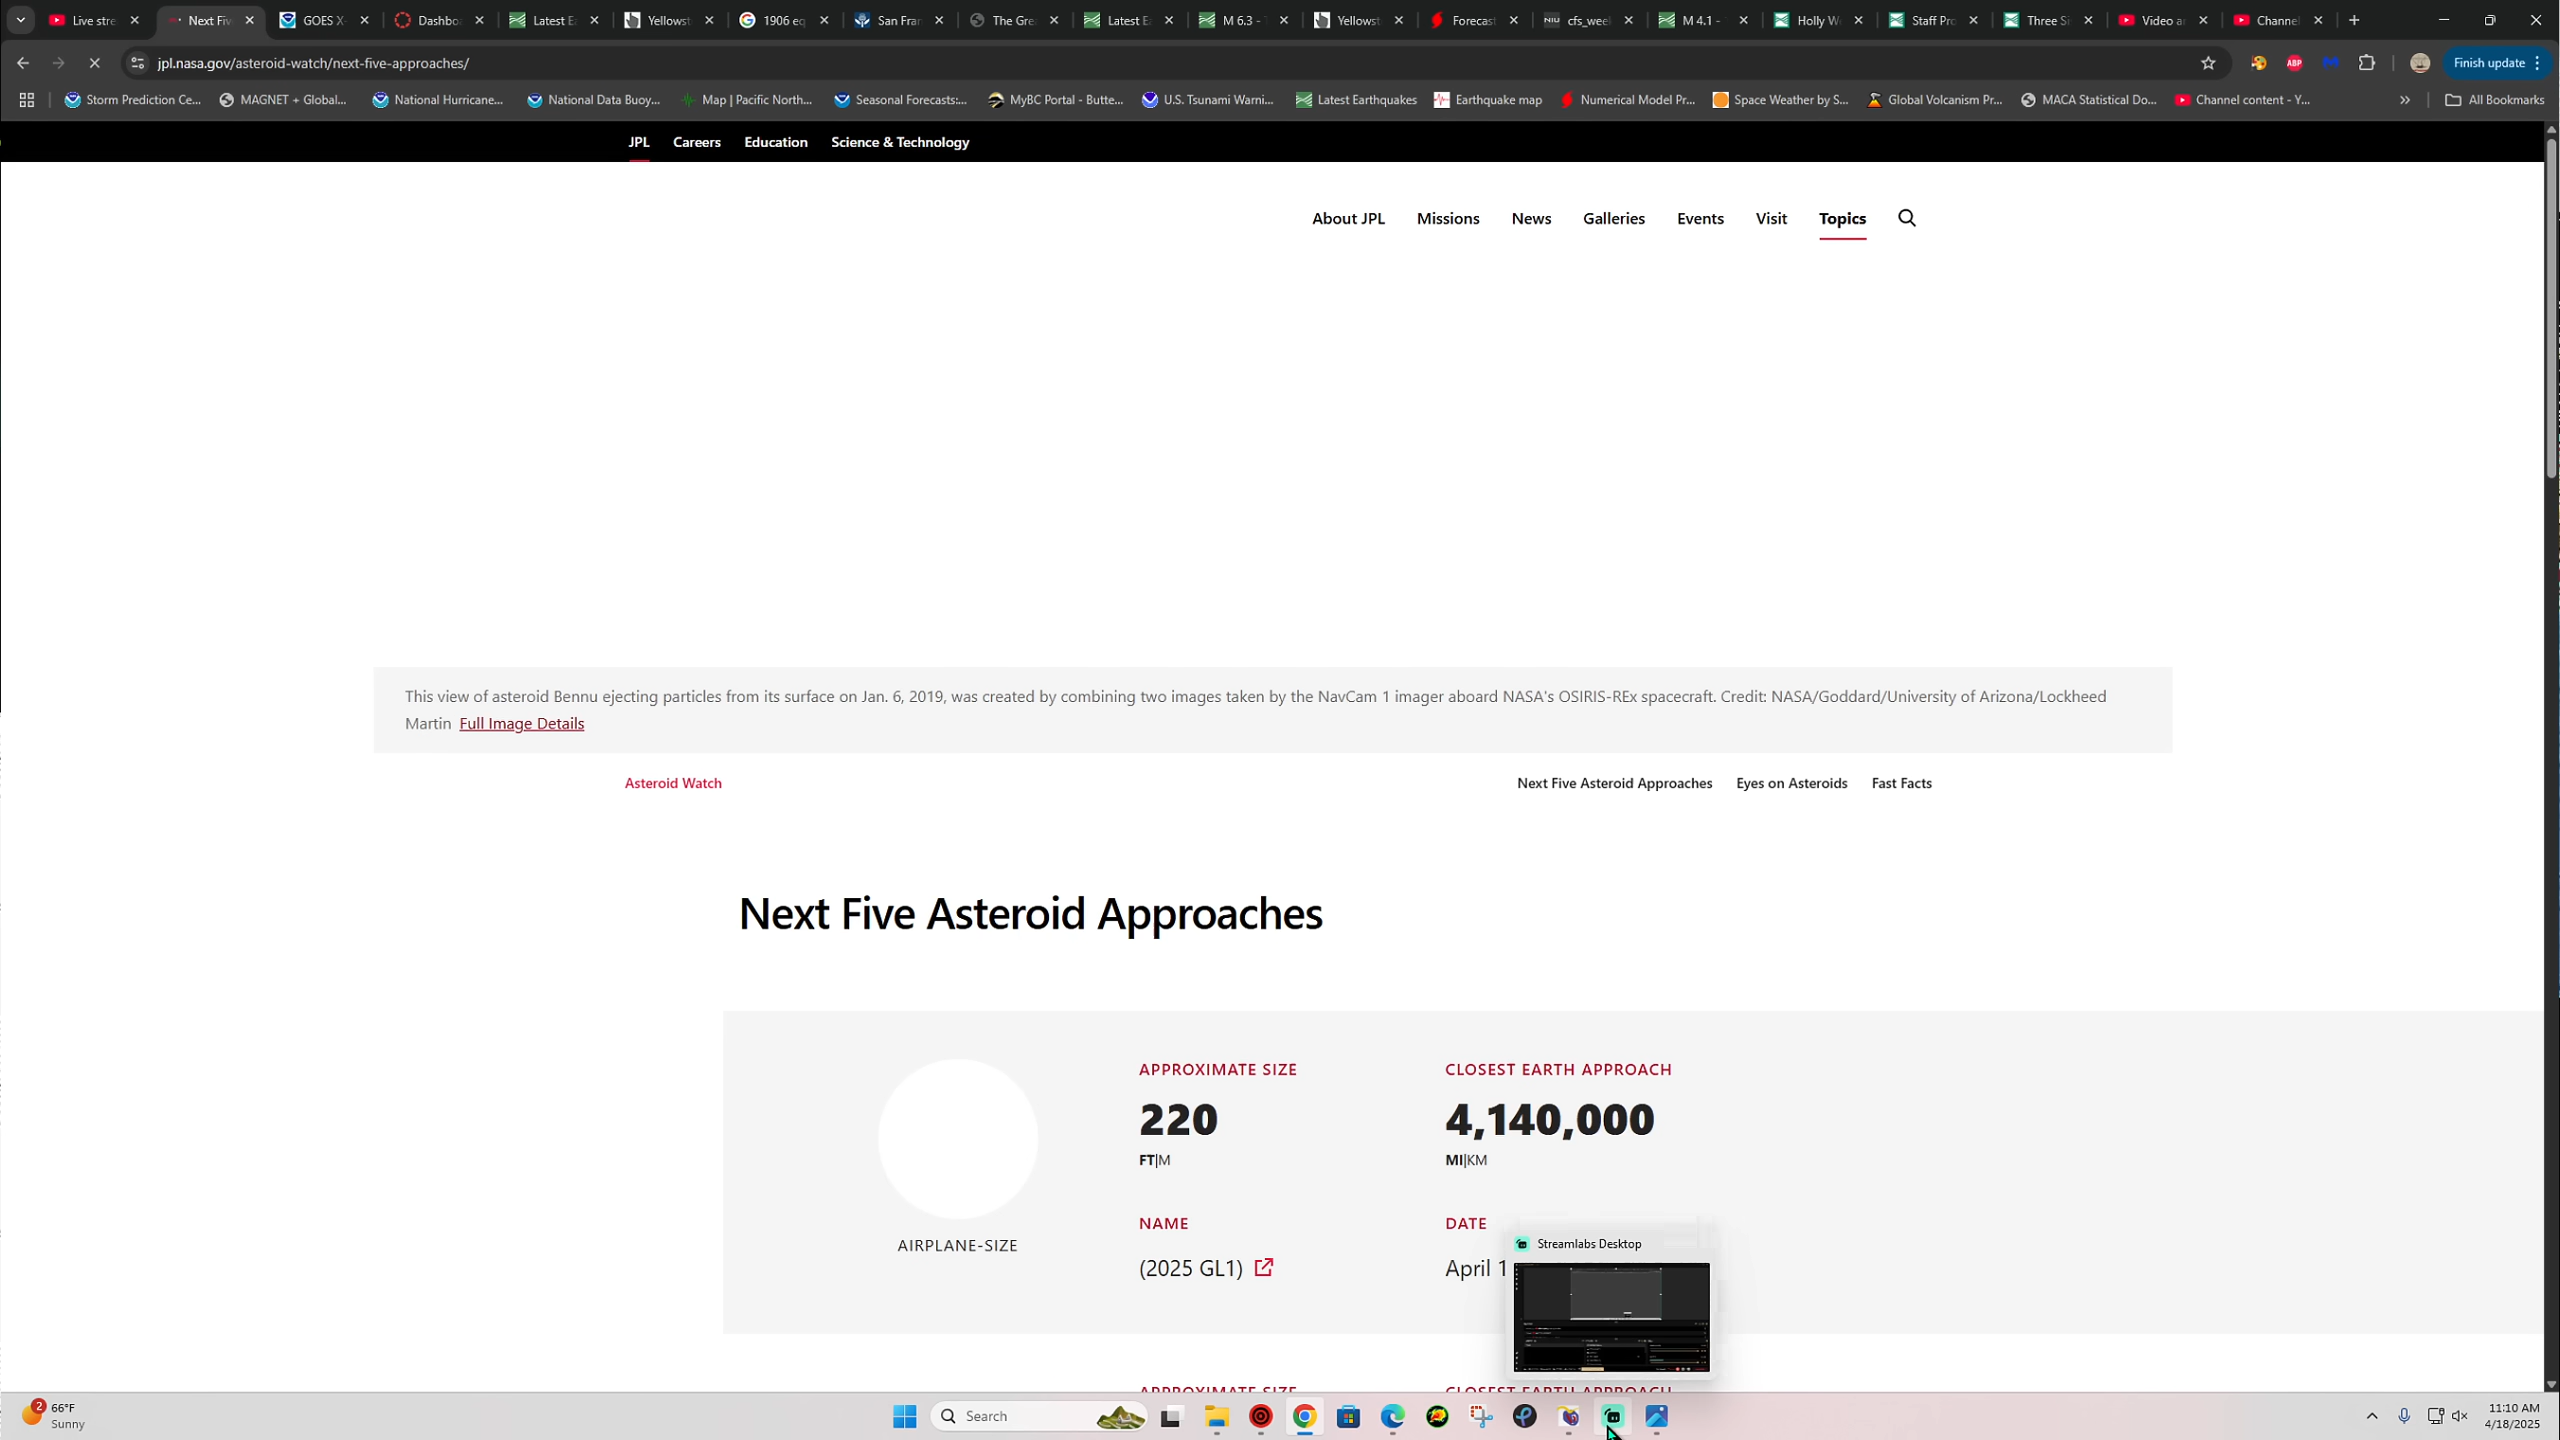 Live stre
Next Fiv
GOES X-
Dashbo
Latest Ea
Yellowst
1906 eq
San Fran
The Gre
Latest Ea
M 6.3 -
Yellowst
Forecast
NIU cfs_weel
M 4.1 -
Holly W
Staff Pro
Three Si
Video a
Channel
jpl.nasa.gov/asteroid-watch/next-five-approaches/
ABP
Finish update
Storm Prediction Ce...
MAGNET + Global...
National Hurricane...
National Data Buoy...
Map | Pacific North...
Seasonal Forecasts:...
MyBC Portal - Butte...
U.S. Tsunami Warni...
Latest Earthquakes
Earthquake map
Numerical Model Pr...
Space Weather by S...
Global Volcanism Pr...
MACA Statistical Do...
Channel content - Y...
All Bookmarks
JPL Careers Education Science & Technology
About JPL Missions News Galleries Events Visit Topics
This view of asteroid Bennu ejecting particles from its surface on Jan. 6, 2019, was created by combining two images taken by the NavCam 1 imager aboard NASA's OSIRIS-REx spacecraft. Credit: NASA/Goddard/University of Arizona/Lockheed
Martin Full Image Details
Asteroid Watch
Next Five Asteroid Approaches Eyes on Asteroids Fast Facts
Next Five Asteroid Approaches
APPROXIMATE SIZE
CLOSEST EARTH APPROACH
220
4,140,000
FT|M
MI|KM
AIRPLANE-SIZE
NAME
DATE
(2025 GL1)
April 1
Streamlabs Desktop
APPROXIMATE SIZE
CLOSEST EARTH APPROACH
2
66°F
Sunny
Search
11:10 AM
4/18/2025